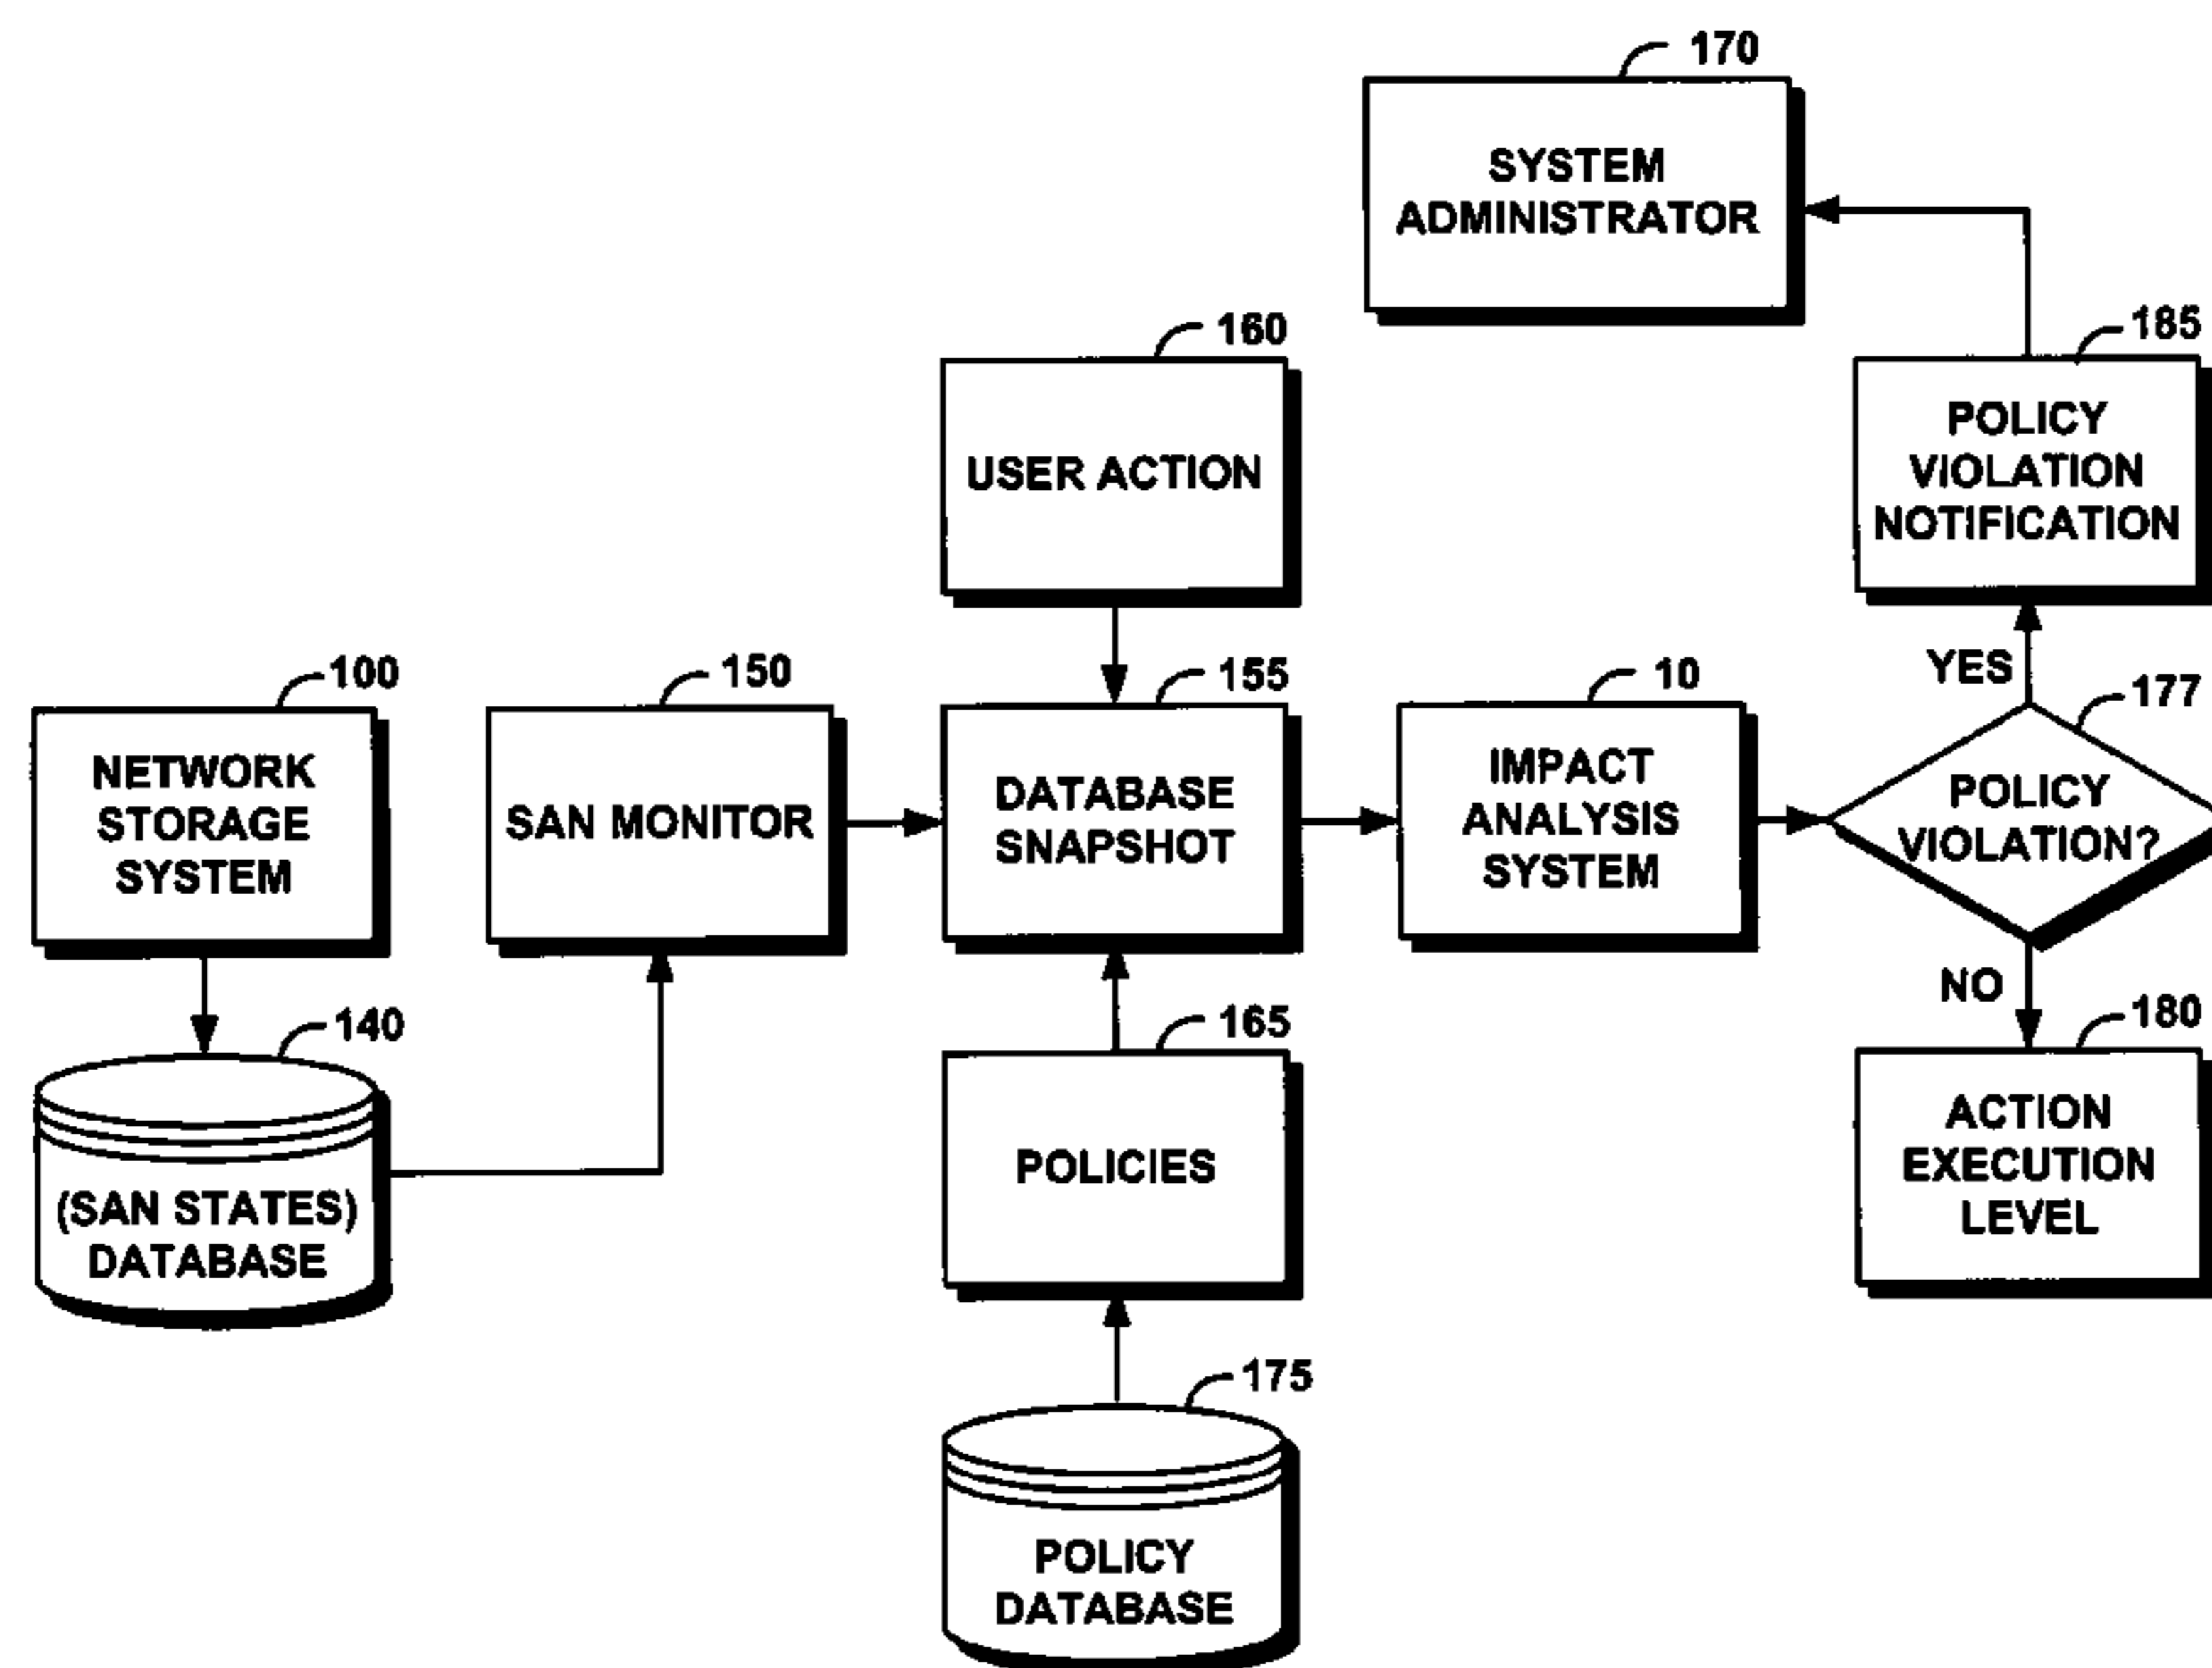 170
SYSTEM
ADMINISTRATOR
160
USER ACTION
185
POLICY
VIOLATION
NOTIFICATION
YES
100
NETWORK
STORAGE
SYSTEM
150
SAN MONITOR
155
DATABASE
SNAPSHOT
10
IMPACT
ANALYSIS
SYSTEM
177
POLICY
VIOLATION?
NO
140
(SAN STATES)
DATABASE
165
POLICIES
180
ACTION
EXECUTION
LEVEL
175
POLICY
DATABASE